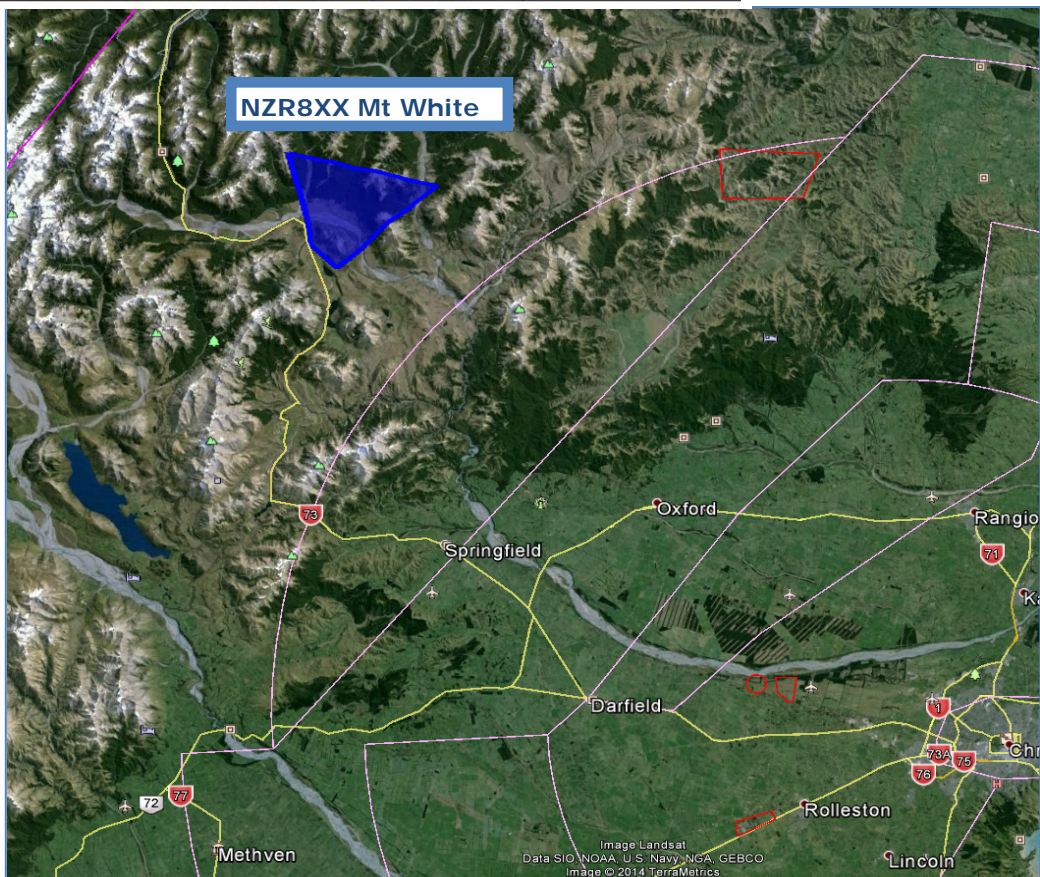 NZR8XX Mt White
73
Oxford
Rangio
Springfield
71
Ka
Darfield
1
Chr
73A
75
76
72
77
Rolleston
Methven
Lincoln
Image Landsat
Data SIO, NOAA, U.S. Navy, NGA, GEBCO
Image © 2014 TerraMetrics